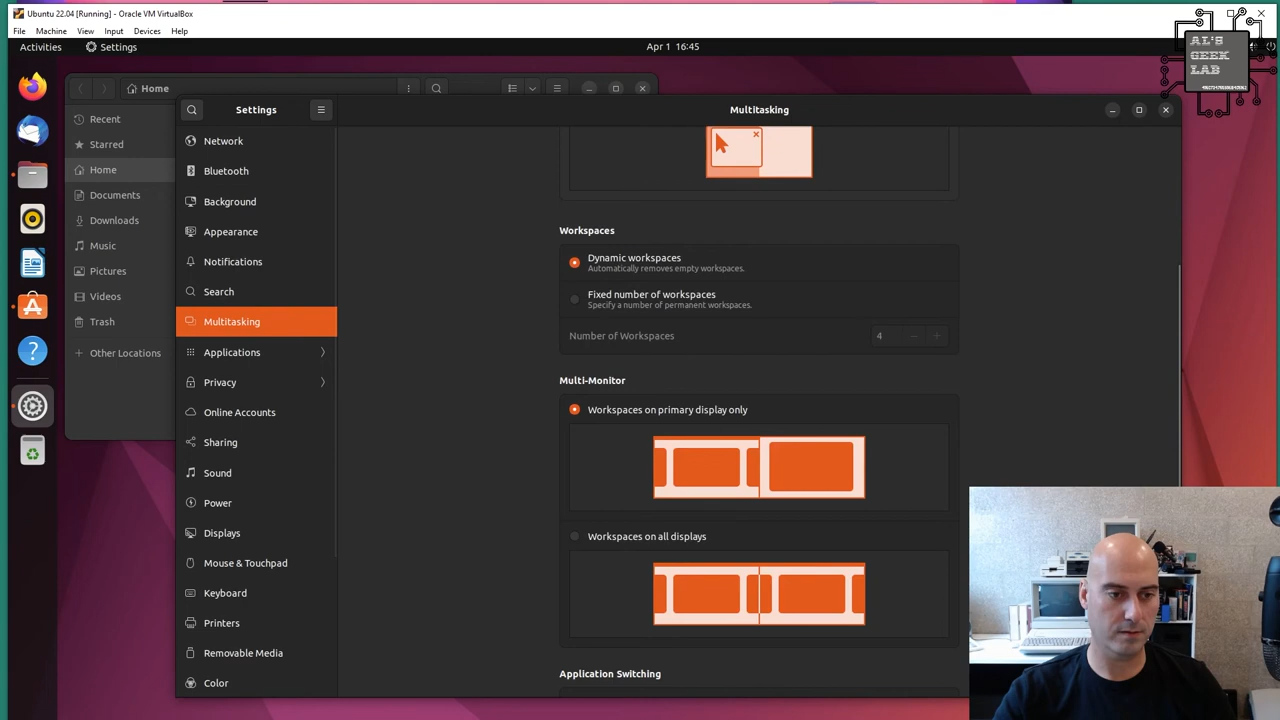 Ubuntu 22.04 [Running] - Oracle VM VirtualBox
File Machine View Input Devices Help
Activities Settings Apr 1 16:45
AL'S
GEEK
LAB
Home
Recent
Starred
Home
Documents
Downloads
Music
Pictures
Videos
Trash
Other Locations
Settings
Network
Bluetooth
Background
Appearance
Notifications
Search
Multitasking
Applications
Privacy
Online Accounts
Sharing
Sound
Power
Displays
Mouse & Touchpad
Keyboard
Printers
Removable Media
Color
Multitasking
Workspaces
Dynamic workspaces
Automatically removes empty workspaces.
Fixed number of workspaces
Specify a number of permanent workspaces.
Number of Workspaces 4
Multi-Monitor
Workspaces on primary display only
Workspaces on all displays
Application Switching